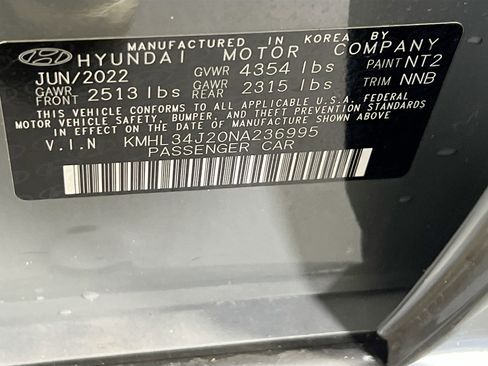 MANUFACTURED IN KOREA BY
HYUNDAI MOTOR COMPANY
JUN/2022 GVWR 4354 lbs PAINT NT2
GAWR FRONT 2513 lbs GAWR REAR 2315 lbs TRIM NNB
THIS VEHICLE CONFORMS TO ALL APPLICABLE U.S.A. FEDERAL
MOTOR VEHICLE SAFETY, BUMPER, AND THEFT PREVENTION STANDARDS
IN EFFECT ON THE DATE OF MANUFACTURE SHOWN ABOVE.
V.I.N KMHL34J20NA236995
PASSENGER CAR